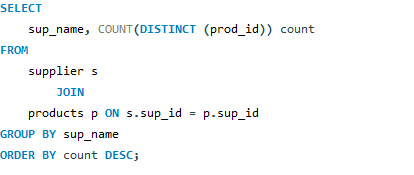 SELECT
sup_name, COUNT(DISTINCT (prod_id)) count
FROM
supplier s
JOIN
products p ON s.sup_id = p.sup_id
GROUP BY sup_name
ORDER BY count DESC;